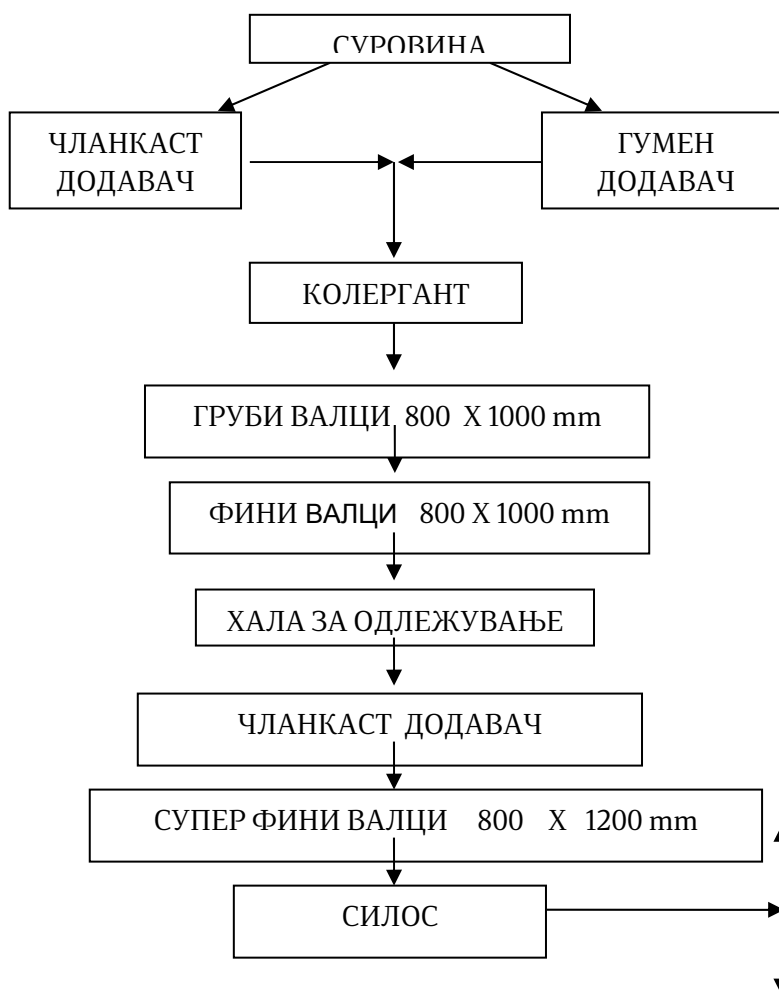 СУРОВИНА
ЧЛАНКАСТ
ДОДАВАЧ
ГУМЕН
ДОДАВАЧ
КОЛЕРГАНТ
ГРУБИ ВАЛЦИ 800 X 1000 mm
ФИНИ ВАЛЦИ 800 X 1000 mm
ХАЛА ЗА ОДЛЕЖУВАЊЕ
ЧЛАНКАСТ ДОДАВАЧ
СУПЕР ФИНИ ВАЛЦИ 800 X 1200 mm
СИЛОС